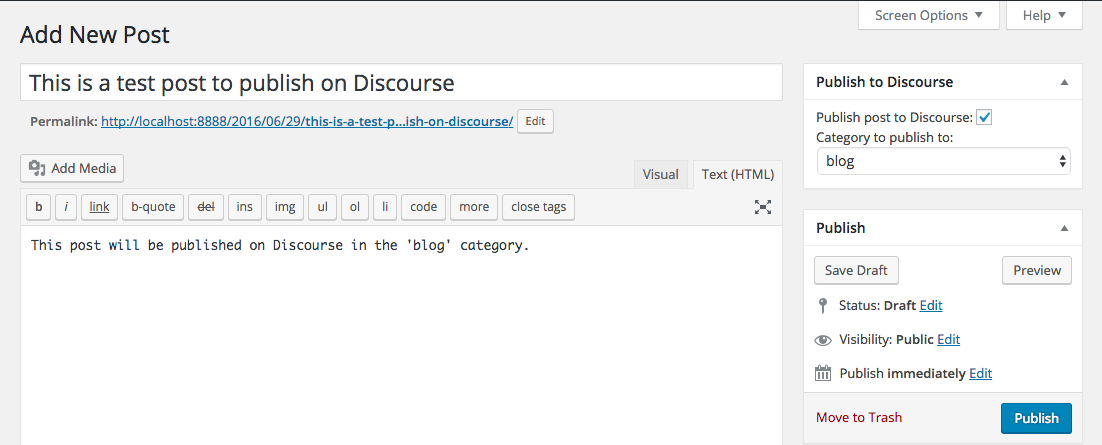 Screen Options
Help
Add New Post
This is a test post to publish on Discourse
Permalink: http://localhost:8888/2016/06/29/this-is-a-test-p...ish-on-discourse/ Edit
Add Media
Visual
Text (HTML)
b i link b-quote del ins img ul ol li code more close tags
This post will be published on Discourse in the 'blog' category.
Publish to Discourse
Publish post to Discourse:
Category to publish to:
blog
Publish
Save Draft
Preview
Status: Draft Edit
Visibility: Public Edit
Publish immediately Edit
Move to Trash
Publish